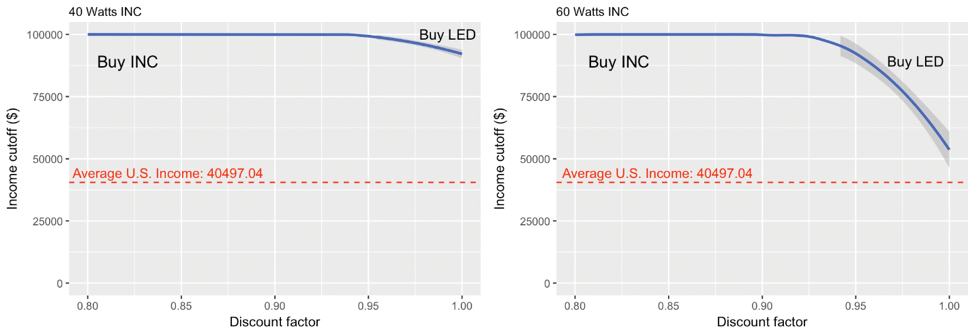 40 Watts INC
Income cutoff ($)
100000
75000
50000
25000
0
Buy LED
Buy INC
Average U.S. Income: 40497.04
0.80 0.85 0.90 0.95 1.00
Discount factor
60 Watts INC
Income cutoff ($)
100000
75000
50000
25000
0
Buy INC
Buy LED
Average U.S. Income: 40497.04
0.80 0.85 0.90 0.95 1.00
Discount factor